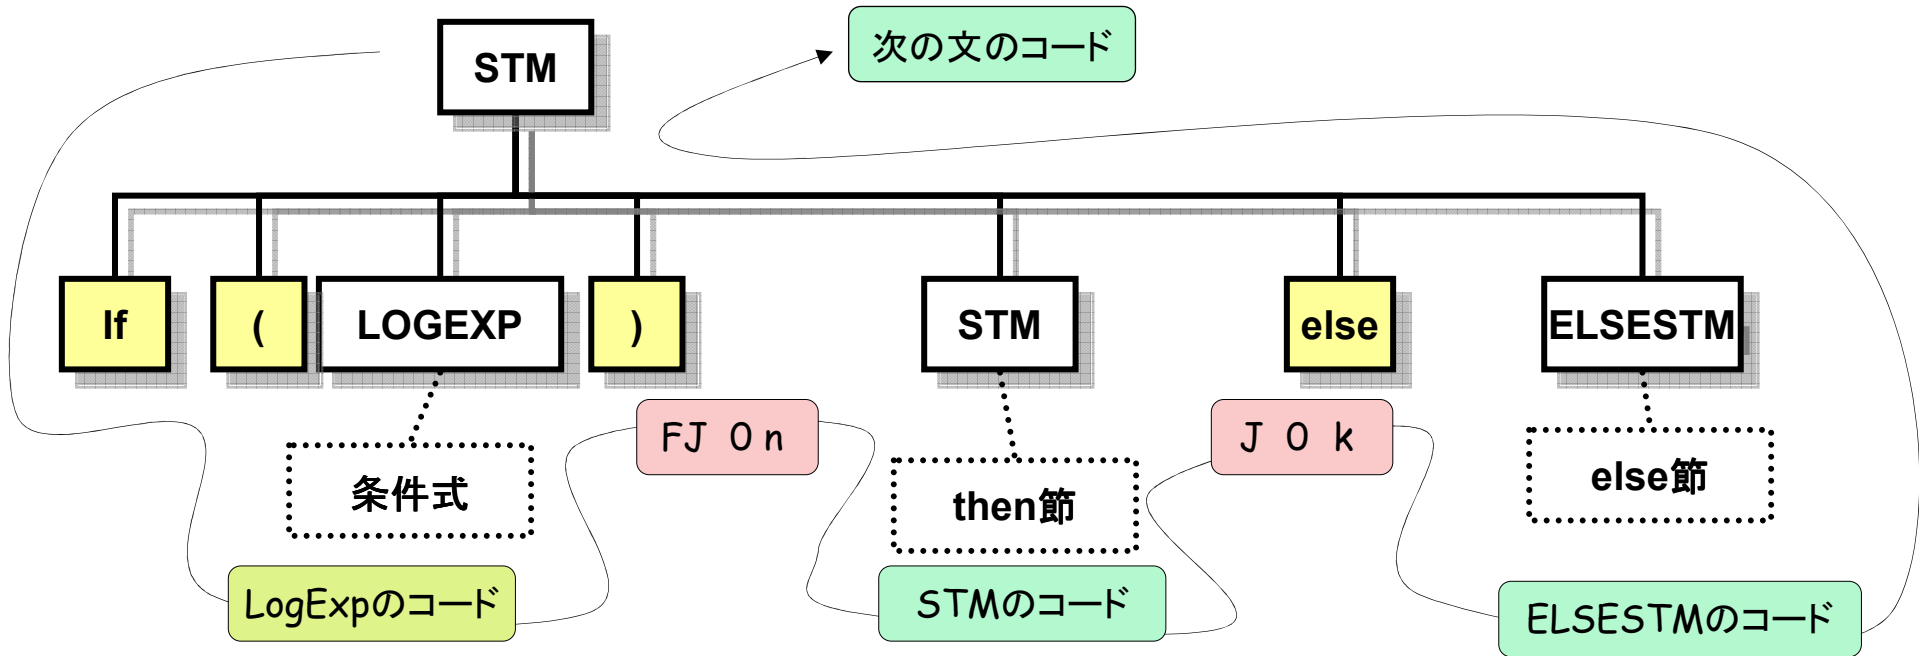 STM
次の文のコード
If
(
LOGEXP
)
STM
else
ELSESTM
条件式
FJ 0 n
then節
J 0 k
else節
LogExpのコード
STMのコード
ELSESTMのコード